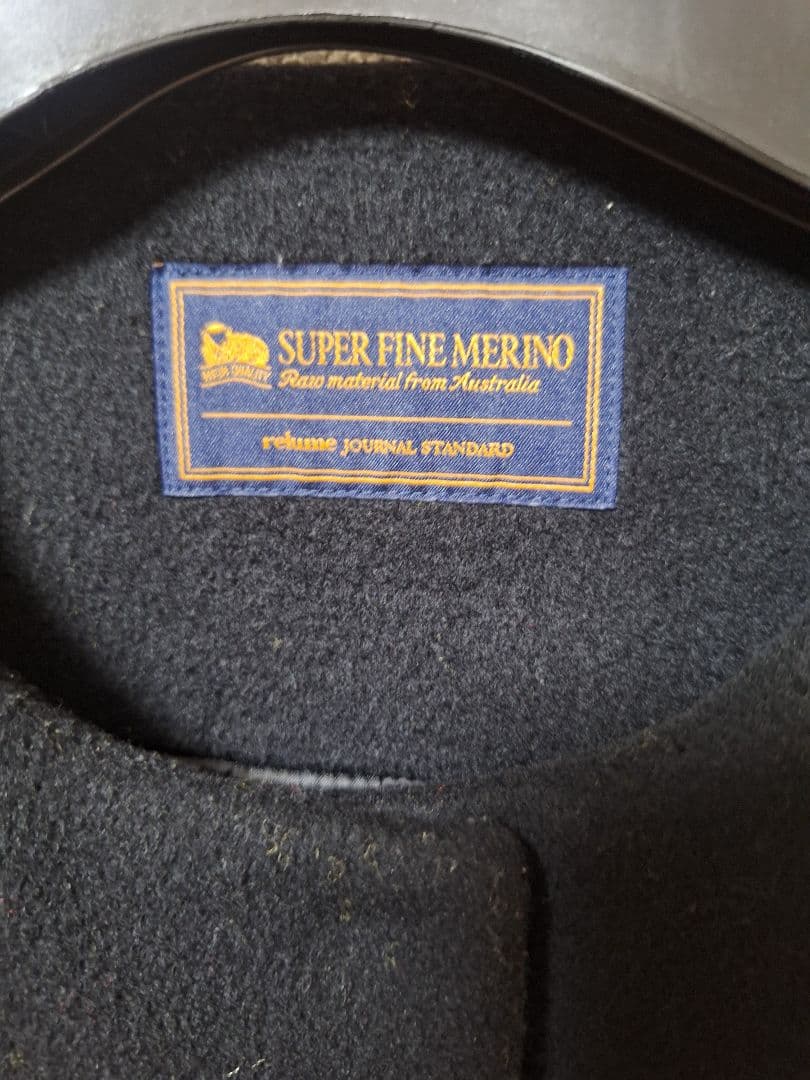 SUPER FINE MERINO
Raw material from Australia
relume JOURNAL STANDARD